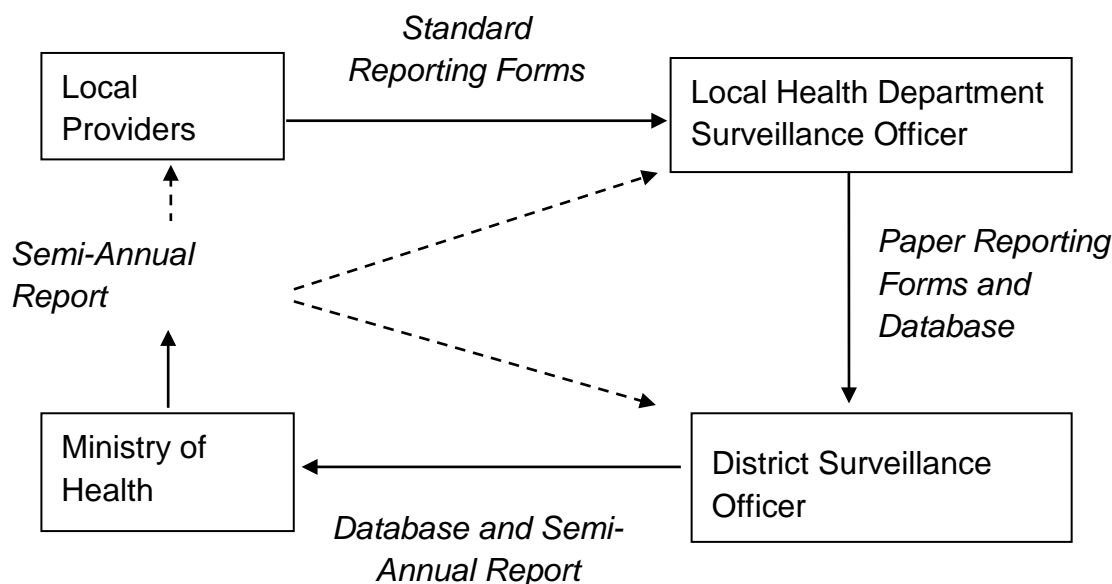 Standard
Reporting Forms
Local
Providers
Local Health Department
Surveillance Officer
Semi-Annual
Report
Paper Reporting
Forms and
Database
Ministry of
Health
District Surveillance
Officer
Database and Semi-
Annual Report